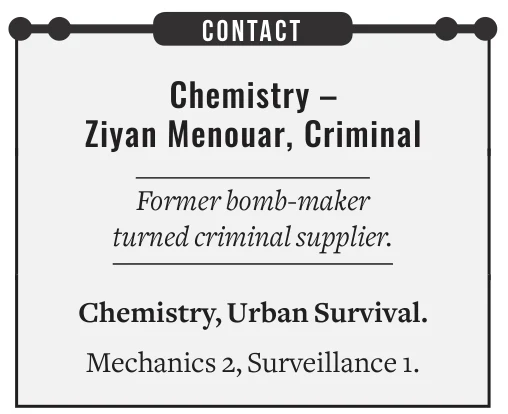 CONTACT
Chemistry –
Ziyan Menouar, Criminal
Former bomb-maker
turned criminal supplier.
Chemistry, Urban Survival.
Mechanics 2, Surveillance 1.